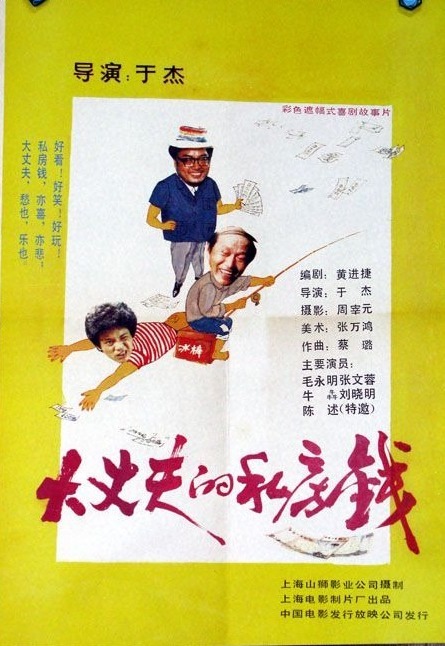 导演:于杰
彩色遮幅式喜剧故事片
好看！好笑！好玩！
私房钱，亦喜，亦悲！
大丈夫，愁也，乐也！
编剧：黄进捷
导演：于杰
摄影：周宰元
美术：张万鸿
作曲：蔡璐
主要演员：
毛永明张文蓉
牛犇刘晓明
陈述(特邀)
冰棒
大丈夫的私房钱
上海山狮影业公司摄制
上海电影制片厂出品
中国电影发行放映公司发行